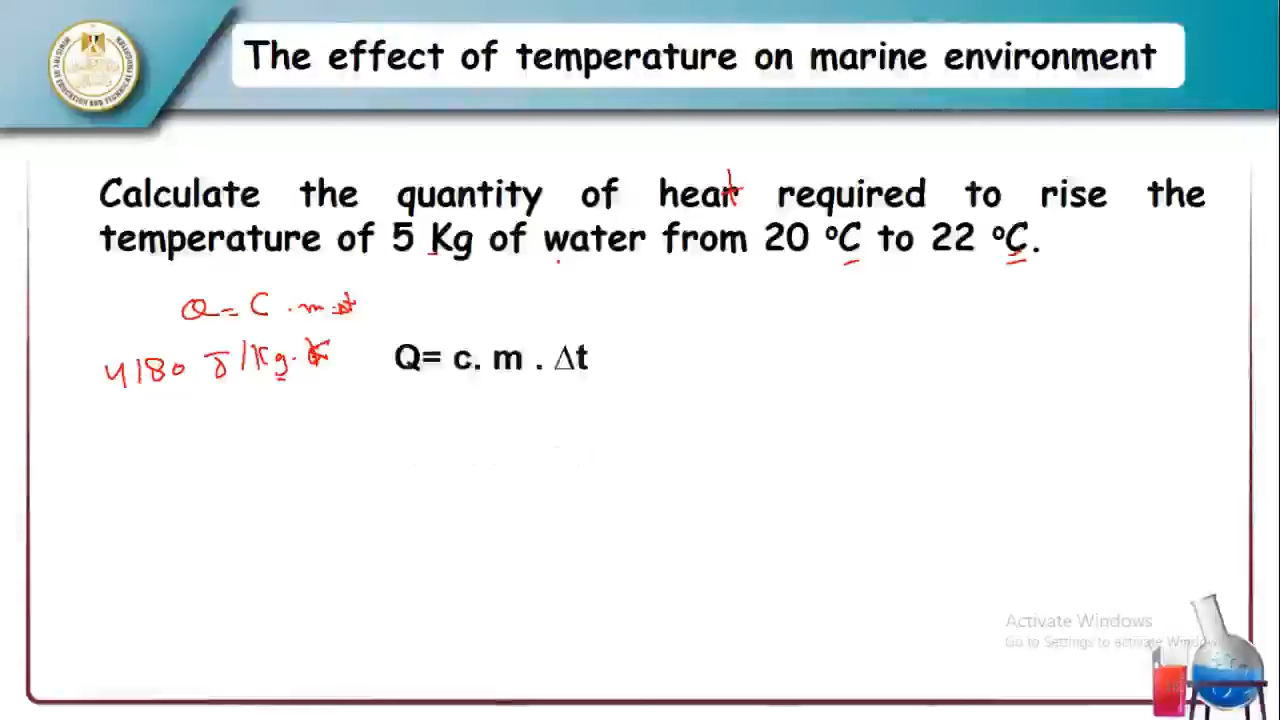 The effect of temperature on marine environment
Calculate the quantity of heat required to rise the
temperature of 5 Kg of water from 20 °C to 22 °C.
Q = C . m . Δt
4180 J/Kg.
Q= c. m . Δt
Activate Windows
Go to Settings to activate Windows